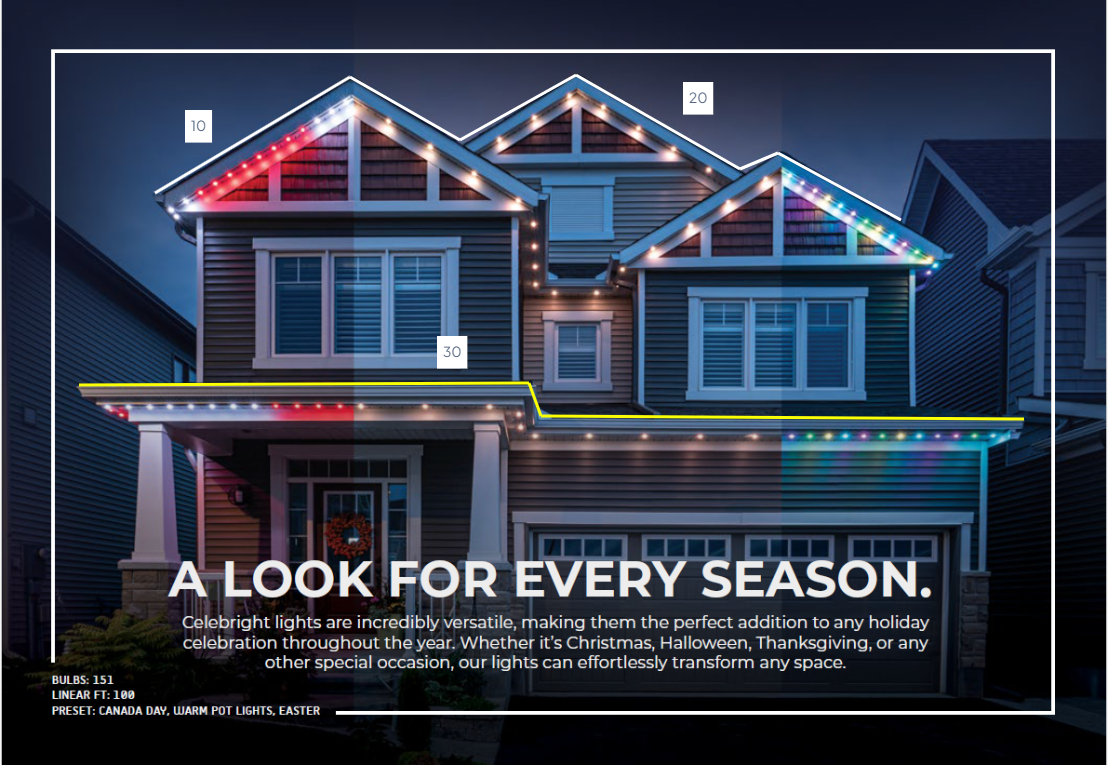 10
20
30
A LOOK FOR EVERY SEASON.
Celebright lights are incredibly versatile, making them the perfect addition to any holiday
celebration throughout the year. Whether it's Christmas, Halloween, Thanksgiving, or any
other special occasion, our lights can effortlessly transform any space.
BULBS: 151
LINEAR FT: 100
PRESET: CANADA DAY, WARM POT LIGHTS, EASTER